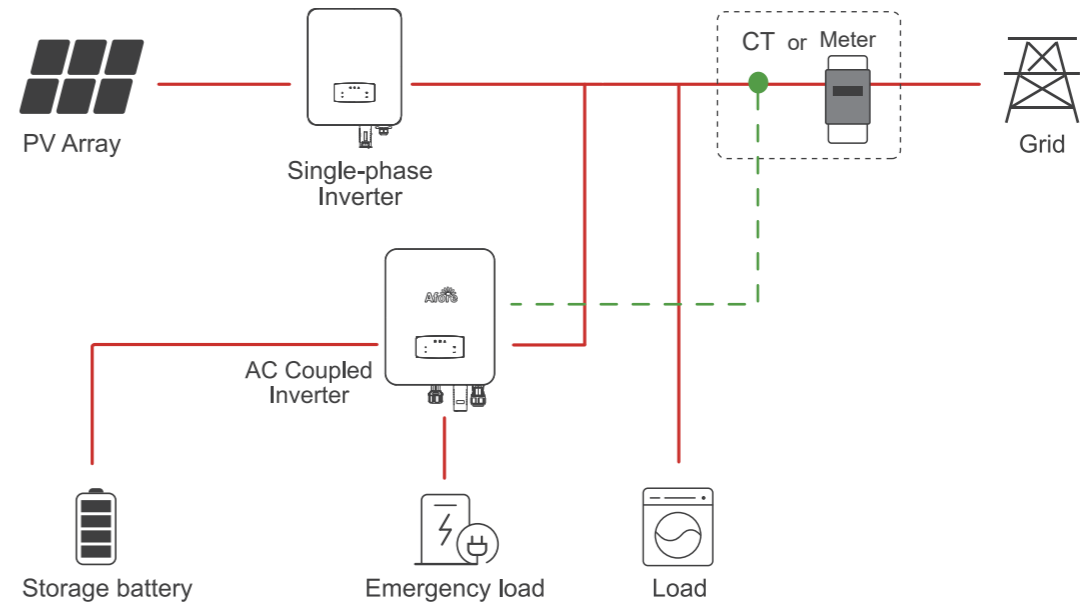 CT or Meter
PV Array
Grid
Single-phase
Inverter
Afore
AC Coupled
Inverter
Storage battery
Emergency load
Load